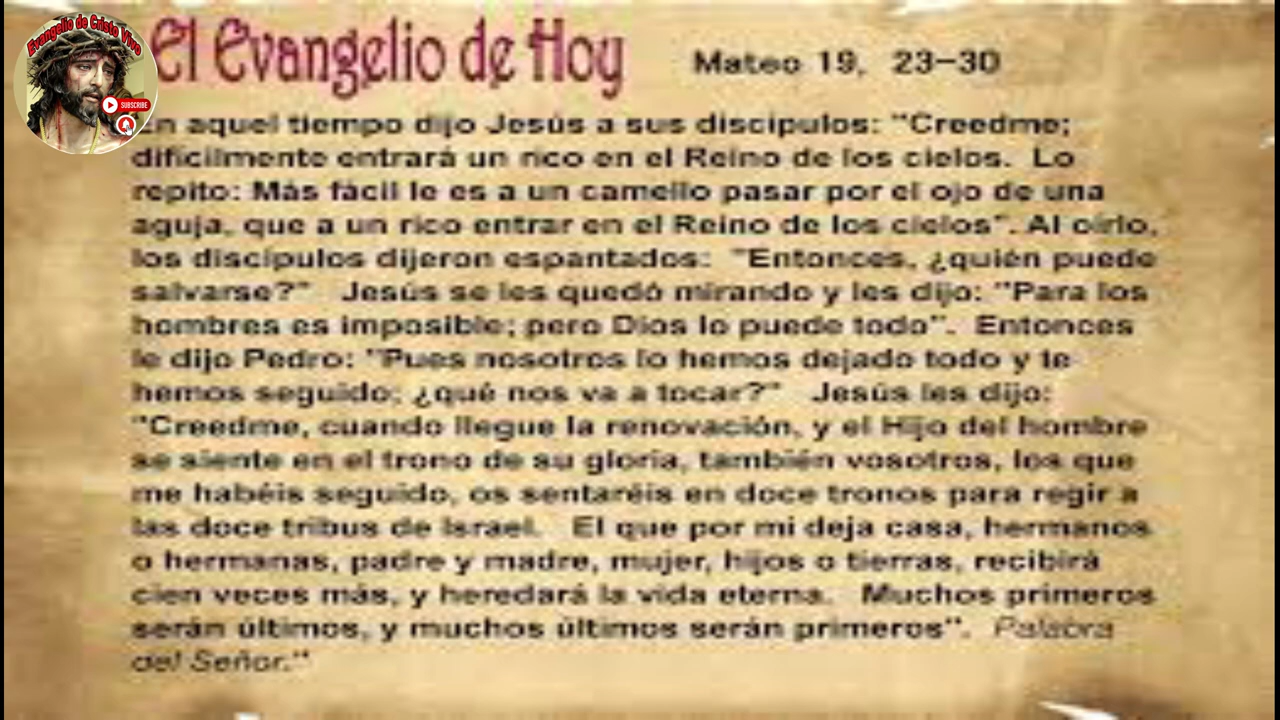 Evangelio de Cristo Vivo
SUBSCRIBE
El Evangelio de Hoy
Mateo 19, 23-30
En aquel tiempo dijo Jesús a sus discípulos: "Creedme;
difícilmente entrará un rico en el Reino de los cielos. Lo
repito: Más fácil le es a un camello pasar por el ojo de una
aguja, que a un rico entrar en el Reino de los cielos". Al oírlo,
los discípulos dijeron espantados: "Entonces, ¿quién puede
salvarse?" Jesús se les quedó mirando y les dijo: "Para los
hombres es imposible; pero Dios lo puede todo". Entonces
le dijo Pedro: "Pues nosotros lo hemos dejado todo y te
hemos seguido; ¿qué nos va a tocar?" Jesús les dijo:
"Creedme, cuando llegue la renovación, y el Hijo del hombre
se siente en el trono de su gloria, también vosotros, los que
me habéis seguido, os sentaréis en doce tronos para regir a
las doce tribus de Israel. El que por mi deja casa, hermanos
o hermanas, padre y madre, mujer, hijos o tierras, recibirá
cien veces más, y heredará la vida eterna. Muchos primeros
serán últimos, y muchos últimos serán primeros". Palabra
del Señor."